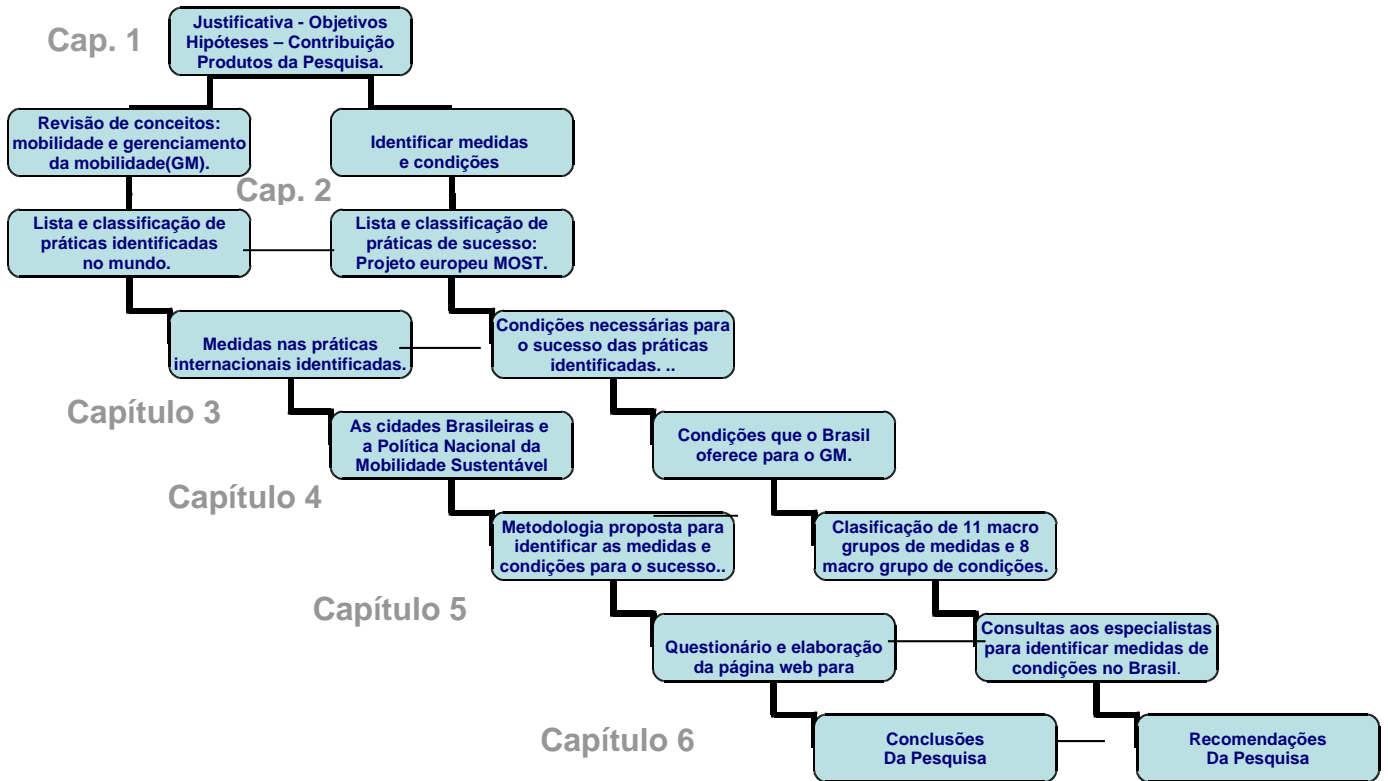 Cap. 1
Justificativa - Objetivos
Hipóteses – Contribuição
Produtos da Pesquisa.
Revisão de conceitos:
mobilidade e gerenciamento
da mobilidade(GM).
Identificar medidas
e condições
Cap. 2
Lista e classificação de
práticas identificadas
no mundo.
Lista e classificação de
práticas de sucesso:
Projeto europeu MOST.
Medidas nas práticas
internacionais identificadas.
Condições necessárias para
o sucesso das práticas
identificadas. ..
Capítulo 3
As cidades Brasileiras e
a Política Nacional da
Mobilidade Sustentável
Condições que o Brasil
oferece para o GM.
Capítulo 4
Metodologia proposta para
identificar as medidas e
condições para o sucesso..
Clasificação de 11 macro
grupos de medidas e 8
macro grupo de condições.
Capítulo 5
Questionário e elaboração
da página web para
Consultas aos especialistas
para identificar medidas de
condições no Brasil.
Capítulo 6
Conclusões
Da Pesquisa
Recomendações
Da Pesquisa